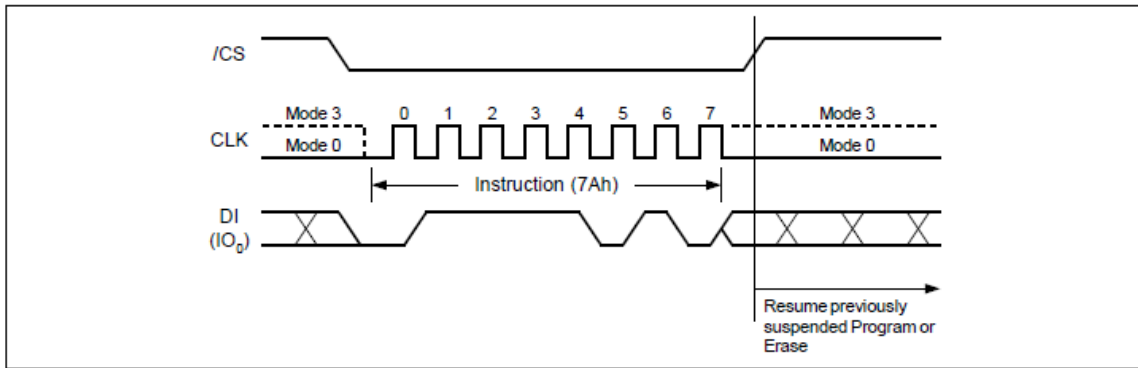 /CS
Mode 3 0 1 2 3 4 5 6 7 Mode 3
CLK
Mode 0 Mode 0
Instruction (7Ah)
DI
(IO₀)
Resume previously
suspended Program or
Erase